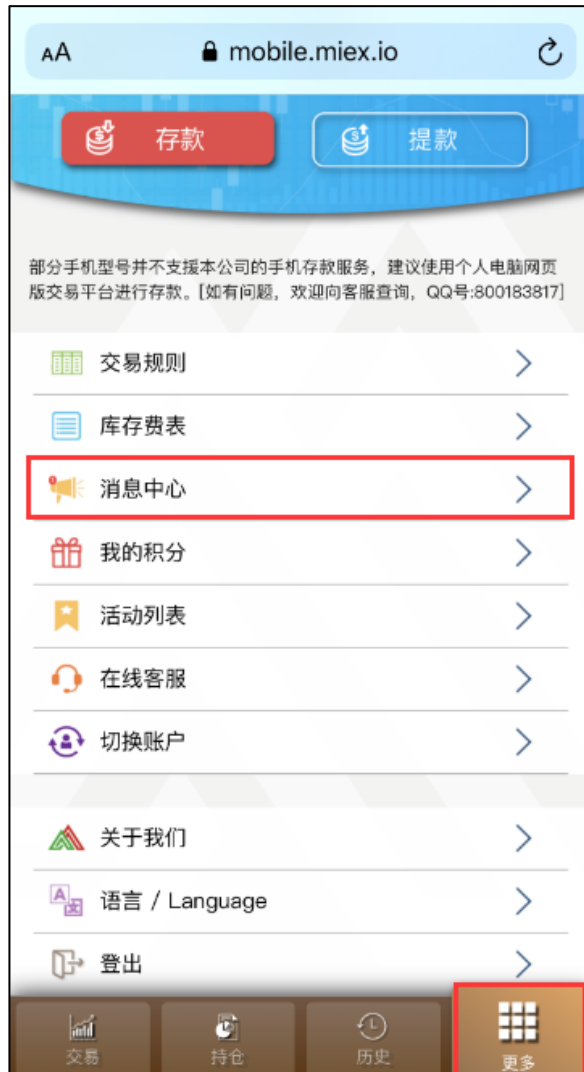 AA mobile.miex.io
存款 提款
部分手机型号并不支援本公司的手机存款服务，建议使用个人电脑网页
版交易平台进行存款。[如有问题，欢迎向客服查询，QQ号:800183817]
交易规则
库存费表
消息中心
我的积分
活动列表
在线客服
切换账户
关于我们
语言 / Language
登出
交易 持仓 历史 更多